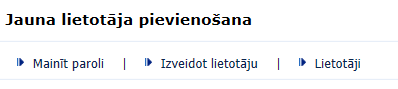 Jauna lietotāja pievienošana
Mainīt paroli | Izveidot lietotāju | Lietotāji